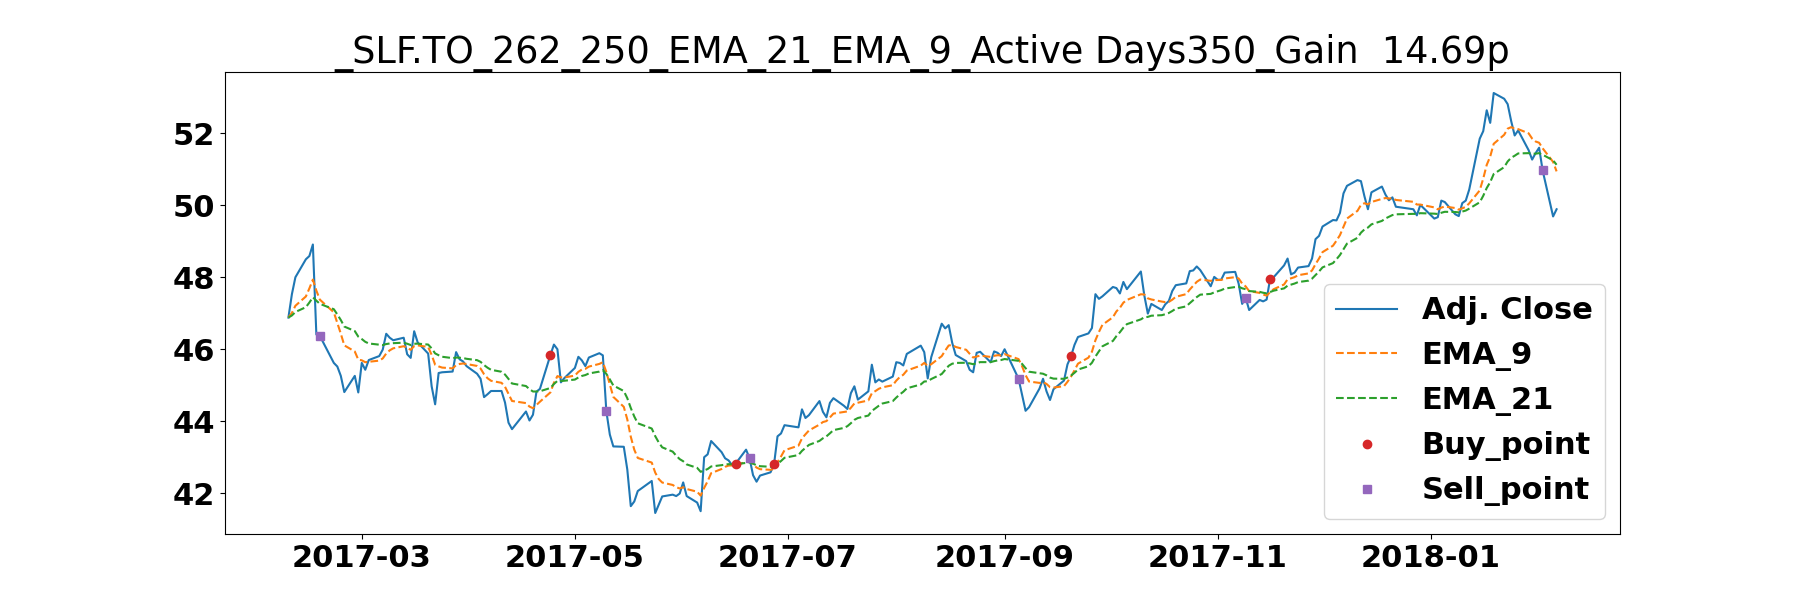 _SLF.TO_262_250_EMA_21_EMA_9_Active Days350_Gain  14.69p
52
50
48
46
44
42
2017-03 2017-05 2017-07 2017-09 2017-11 2018-01
Adj. Close
EMA_9
EMA_21
Buy_point
Sell_point